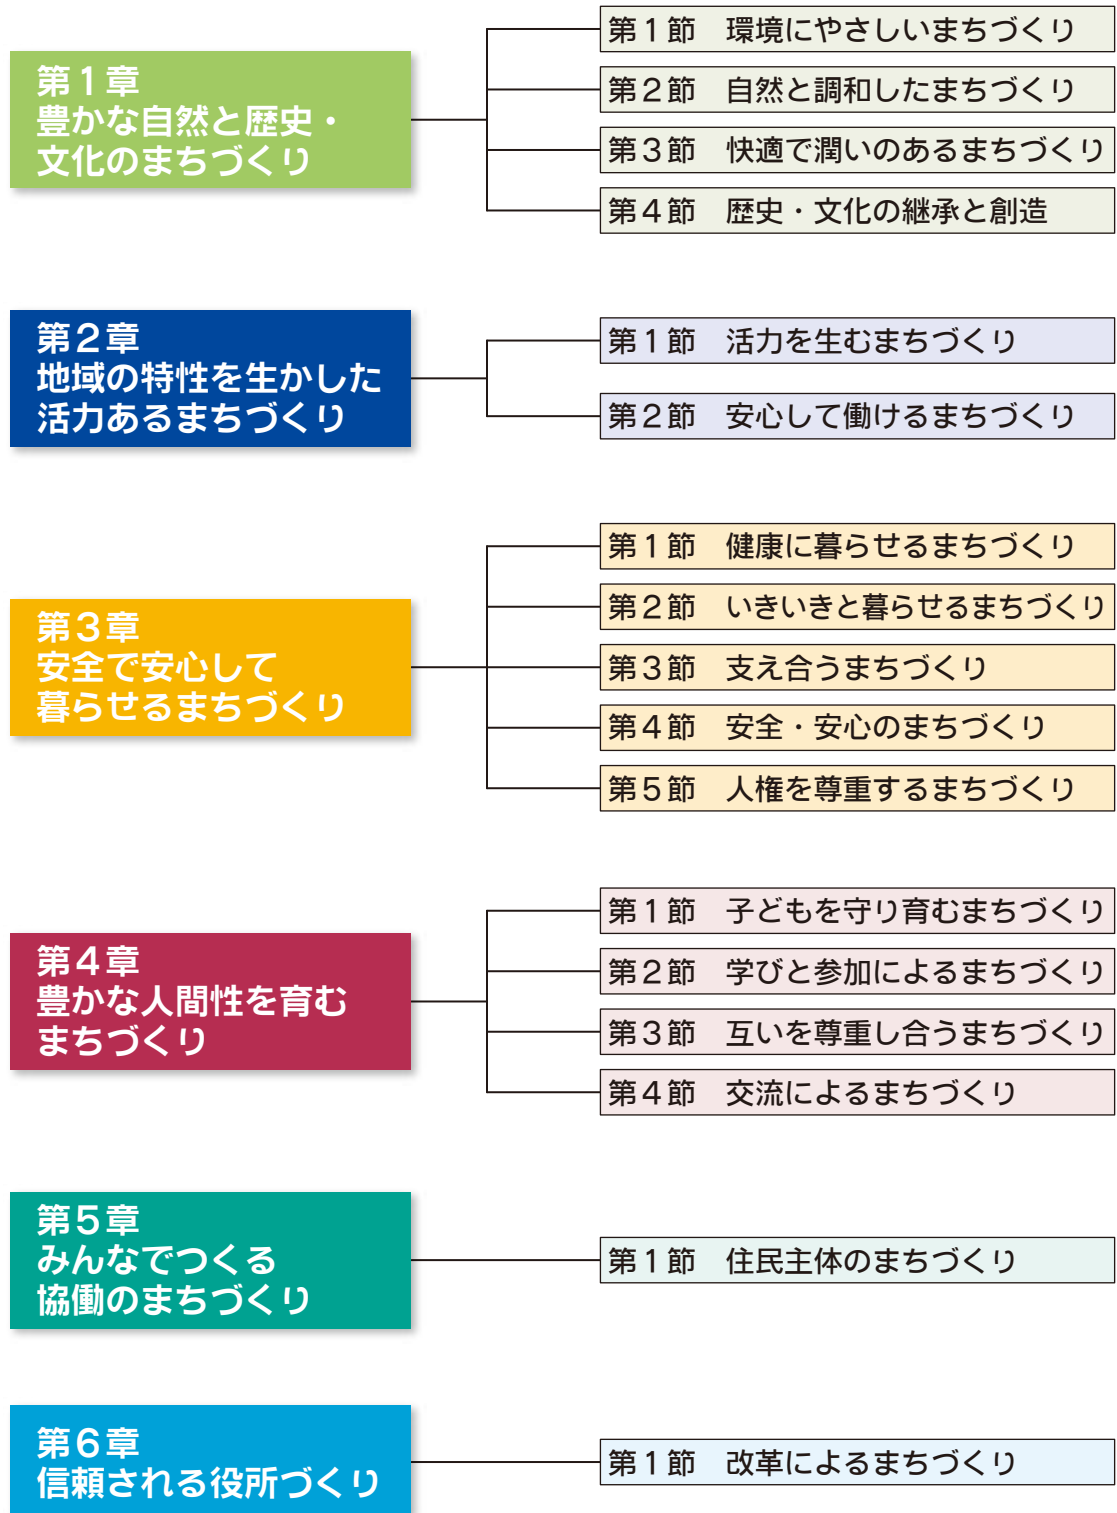 第1章
豊かな自然と歴史・
文化のまちづくり
第1節　環境にやさしいまちづくり
第2節　自然と調和したまちづくり
第3節　快適で潤いのあるまちづくり
第4節　歴史・文化の継承と創造
第2章
地域の特性を生かした
活力あるまちづくり
第1節　活力を生むまちづくり
第2節　安心して働けるまちづくり
第3章
安全で安心して
暮らせるまちづくり
第1節　健康に暮らせるまちづくり
第2節　いきいきと暮らせるまちづくり
第3節　支え合うまちづくり
第4節　安全・安心のまちづくり
第5節　人権を尊重するまちづくり
第4章
豊かな人間性を育む
まちづくり
第1節　子どもを守り育むまちづくり
第2節　学びと参加によるまちづくり
第3節　互いを尊重し合うまちづくり
第4節　交流によるまちづくり
第5章
みんなでつくる
協働のまちづくり
第1節　住民主体のまちづくり
第6章
信頼される役所づくり
第1節　改革によるまちづくり